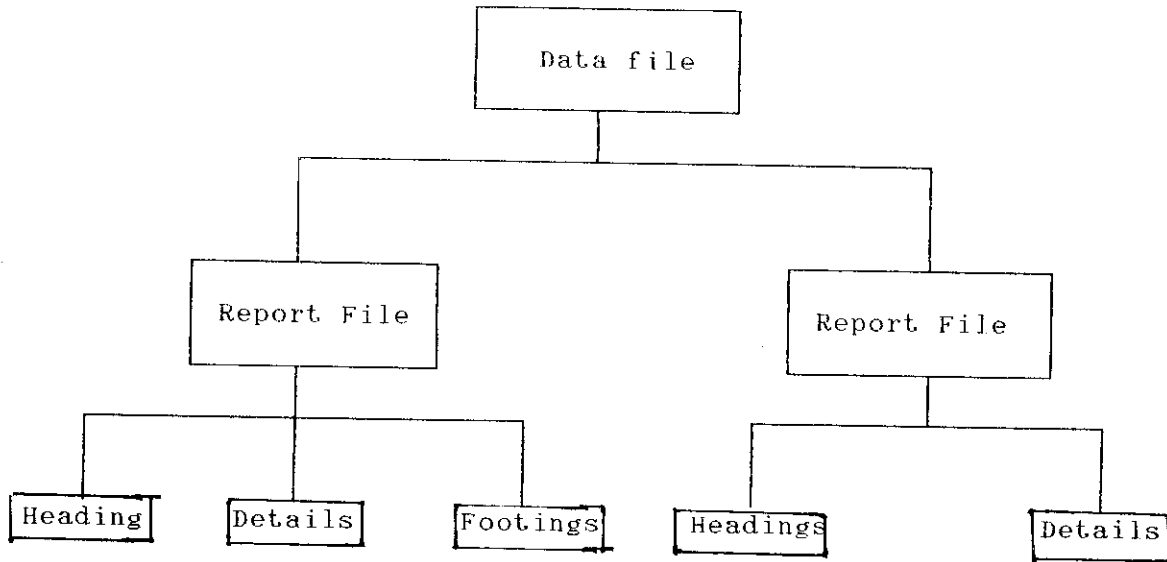 Data file
Report File
Report File
Heading
Details
Footings
Headings
Details